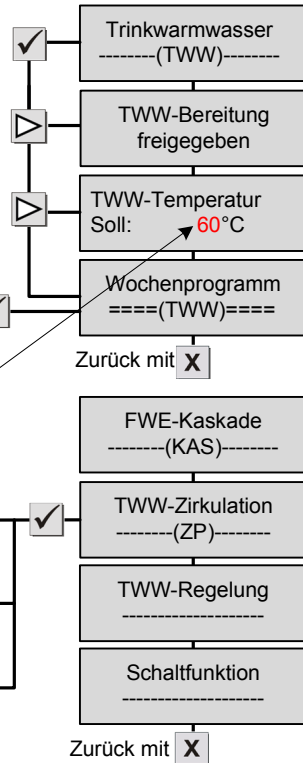 Trinkwarmwasser
--------(TWW)--------
TWW-Bereitung
freigegeben
TWW-Temperatur
Soll: 60°C
Wochenprogramm
====(TWW)====
Zurück mit X
FWE-Kaskade
--------(KAS)--------
TWW-Zirkulation
--------(ZP)--------
TWW-Regelung
--------------------
Schaltfunktion
--------------------
Zurück mit X